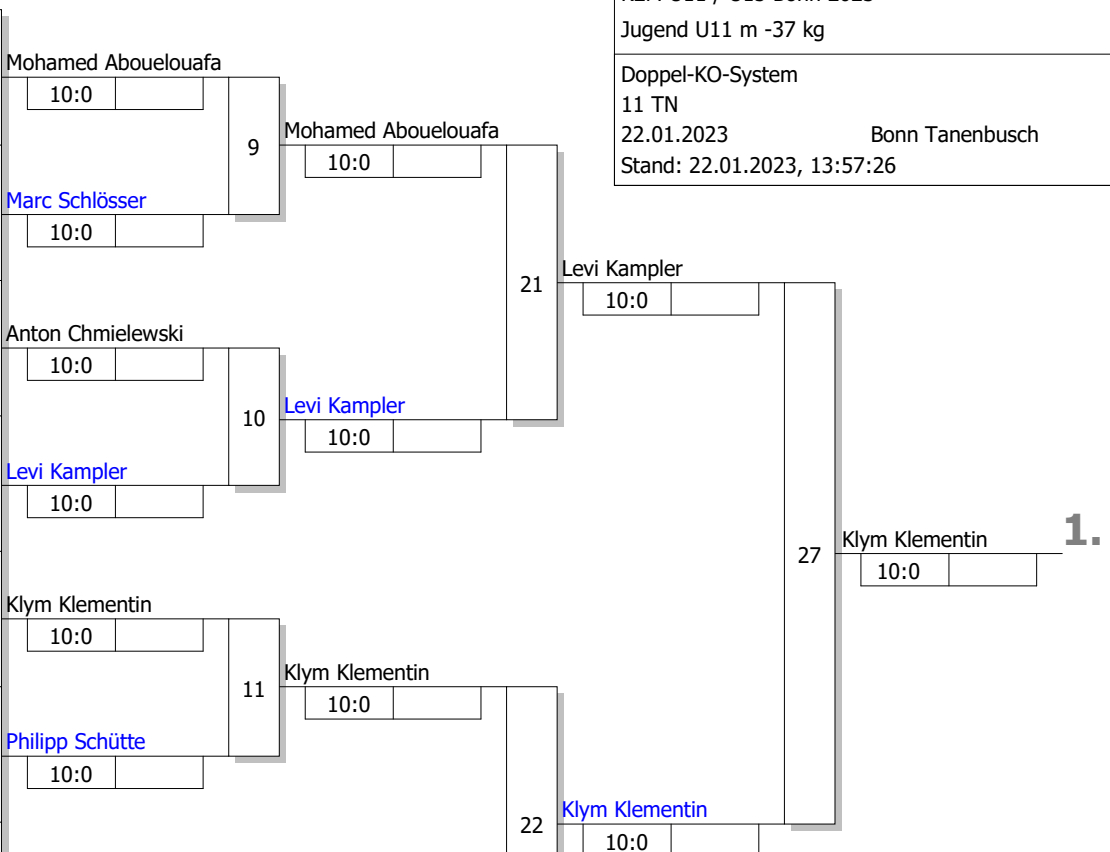 Jugend U11 m -37 kg
Doppel-KO-System
11 TN
22.01.2023 Bonn Tanenbusch
Stand: 22.01.2023, 13:57:26
Mohamed Abouelouafa
10:0
9
Mohamed Abouelouafa
10:0
Marc Schlösser
10:0
21
Levi Kampler
10:0
Anton Chmielewski
10:0
10
Levi Kampler
10:0
Levi Kampler
10:0
27
Klym Klementin
1.
10:0
Klym Klementin
10:0
11
Klym Klementin
10:0
Philipp Schütte
10:0
22
Klym Klementin
10:0